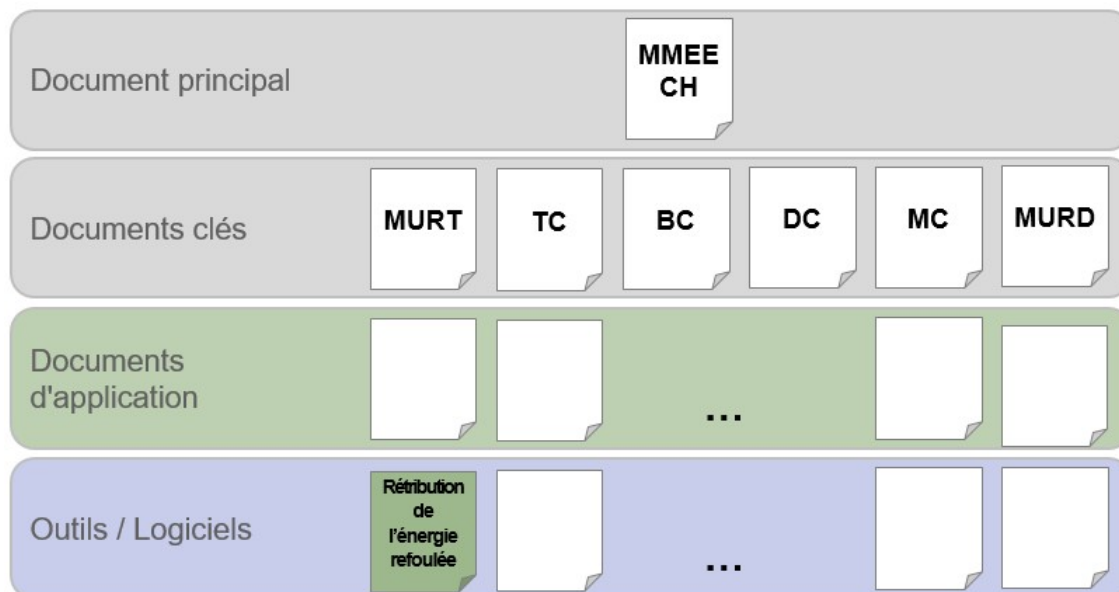 Document principal
MMEE
CH
Documents clés
MURT
TC
BC
DC
MC
MURD
Documents
d'application
...
Outils / Logiciels
Rétribution
de
l'énergie
refoulée
...